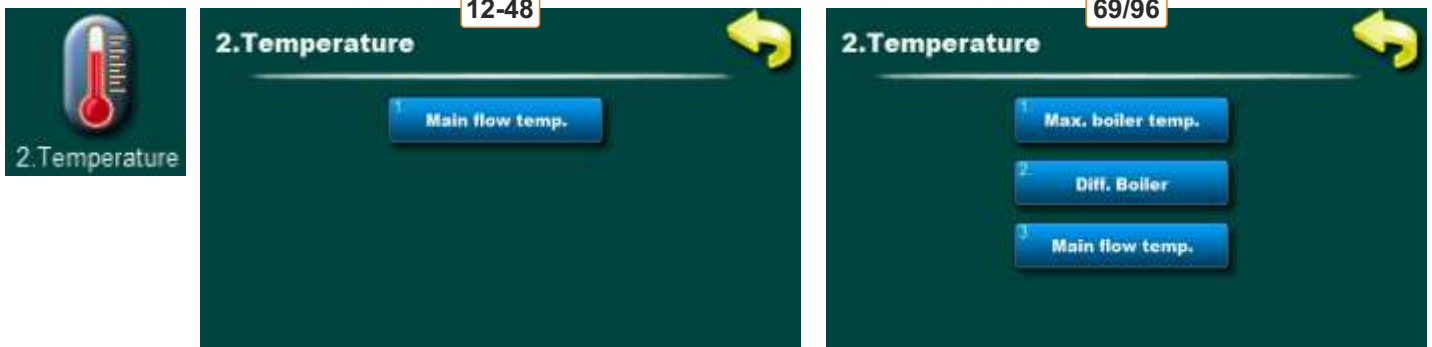 2.Temperature
12-48
2.Temperature
1.
Main flow temp.
69/96
2.Temperature
1.
Max. boiler temp.
2.
Diff. Boiler
3.
Main flow temp.